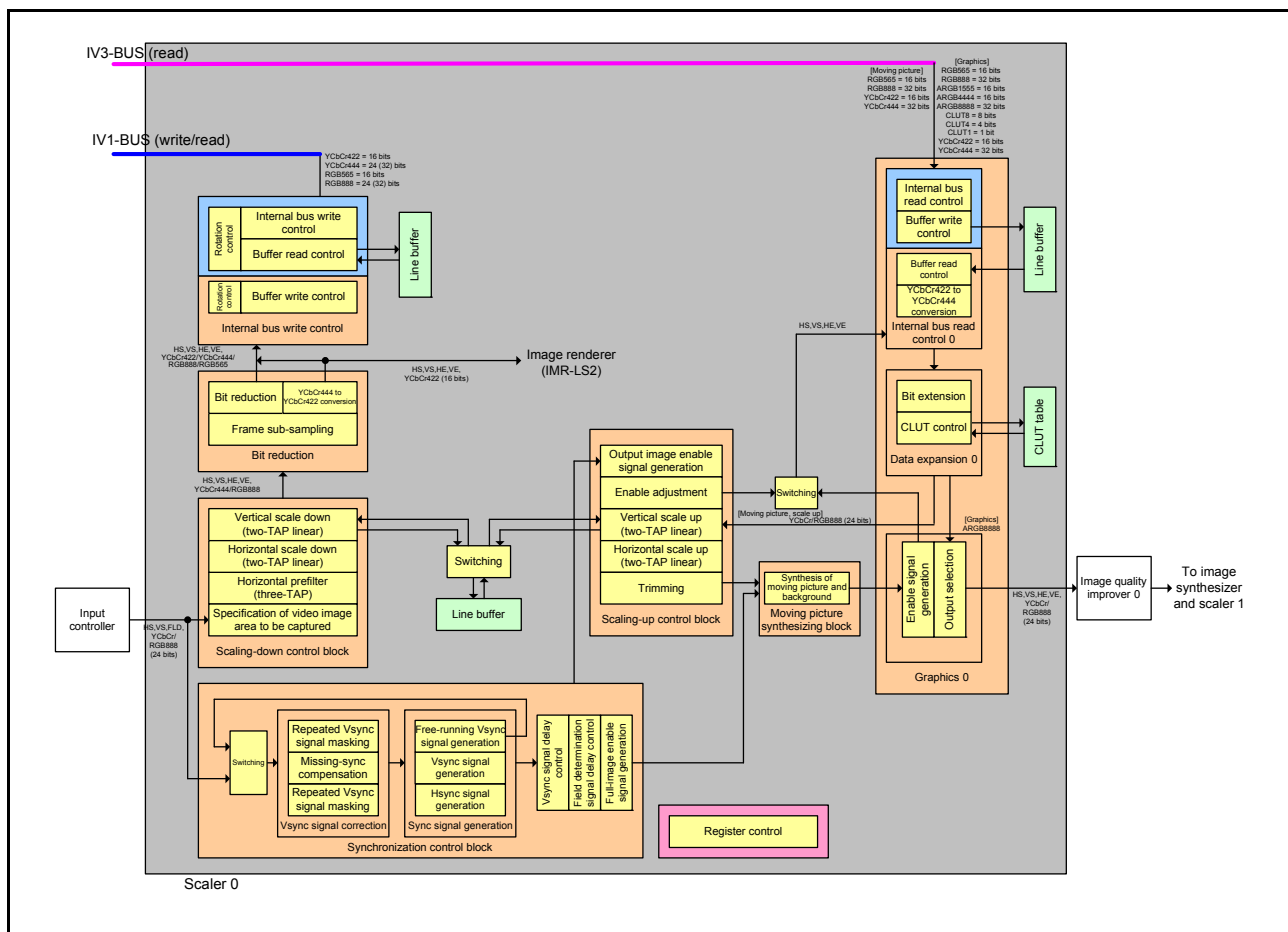 IV3-BUS (read)
[Moving picture]
RGB565 = 16 bits
RGB888 = 32 bits
YCbCr422 = 16 bits
YCbCr444 = 32 bits
[Graphics]
RGB565 = 16 bits
RGB888 = 32 bits
ARGB1555 = 16 bits
ARGB4444 = 16 bits
ARGB8888 = 32 bits
CLUT8 = 8 bits
CLUT4 = 4 bits
CLUT1 = 1 bit
YCbCr422 = 16 bits
YCbCr444 = 32 bits
IV1-BUS (write/read)
YCbCr422 = 16 bits
YCbCr444 = 24 (32) bits
RGB565 = 16 bits
RGB888 = 24 (32) bits
Rotation
control
Internal bus write
control
Buffer read control
Line buffer
Rotation
control
Buffer write control
Internal bus write control
HS,VS,HE,VE,
YCbCr422/YCbCr444/
RGB888/RGB565
HS,VS,HE,VE,
YCbCr422 (16 bits)
Image renderer
(IMR-LS2)
Bit reduction
YCbCr444 to
YCbCr422 conversion
Frame sub-sampling
Bit reduction
HS,VS,HE,VE,
YCbCr444/RGB888
Vertical scale down
(two-TAP linear)
Horizontal scale down
(two-TAP linear)
Horizontal prefilter
(three-TAP)
Specification of video image
area to be captured
Scaling-down control block
Input
controller
HS,VS,FLD,
YCbCr/
RGB888
(24 bits)
Switching
Line buffer
Output image enable
signal generation
Enable adjustment
Vertical scale up
(two-TAP linear)
Horizontal scale up
(two-TAP linear)
Trimming
Scaling-up control block
HS,VS,HE,VE
Switching
[Moving picture, scale up]
YCbCr/RGB888 (24 bits)
Synthesis of
moving picture and
background
Moving picture
synthesizing block
Internal bus
read control
Buffer write
control
Line buffer
Buffer read
control
YCbCr422 to
YCbCr444
conversion
Internal bus read
control 0
Bit extension
CLUT control
Data expansion 0
CLUT table
[Graphics]
ARGB8888
Enable signal
generation
Output selection
Graphics 0
HS,VS,HE,VE,
YCbCr/
RGB888
(24 bits)
Image quality
improver 0
To image
synthesizer
and scaler 1
Switching
Repeated Vsync
signal masking
Missing-sync
compensation
Repeated Vsync
signal masking
Vsync signal correction
Free-running Vsync
signal generation
Vsync signal
generation
Hsync signal
generation
Sync signal generation
Vsync signal delay
control
Field determination
signal delay control
Full-image enable
signal generation
Synchronization control block
Register control
Scaler 0